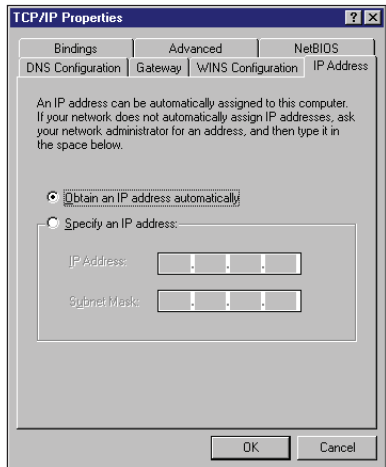 TCP/IP Properties
Bindings Advanced NetBIOS
DNS Configuration Gateway WINS Configuration IP Address
An IP address can be automatically assigned to this computer.
If your network does not automatically assign IP addresses, ask
your network administrator for an address, and then type it in
the space below.
Obtain an IP address automatically
Specify an IP address:
IP Address:
Subnet Mask:
OK Cancel